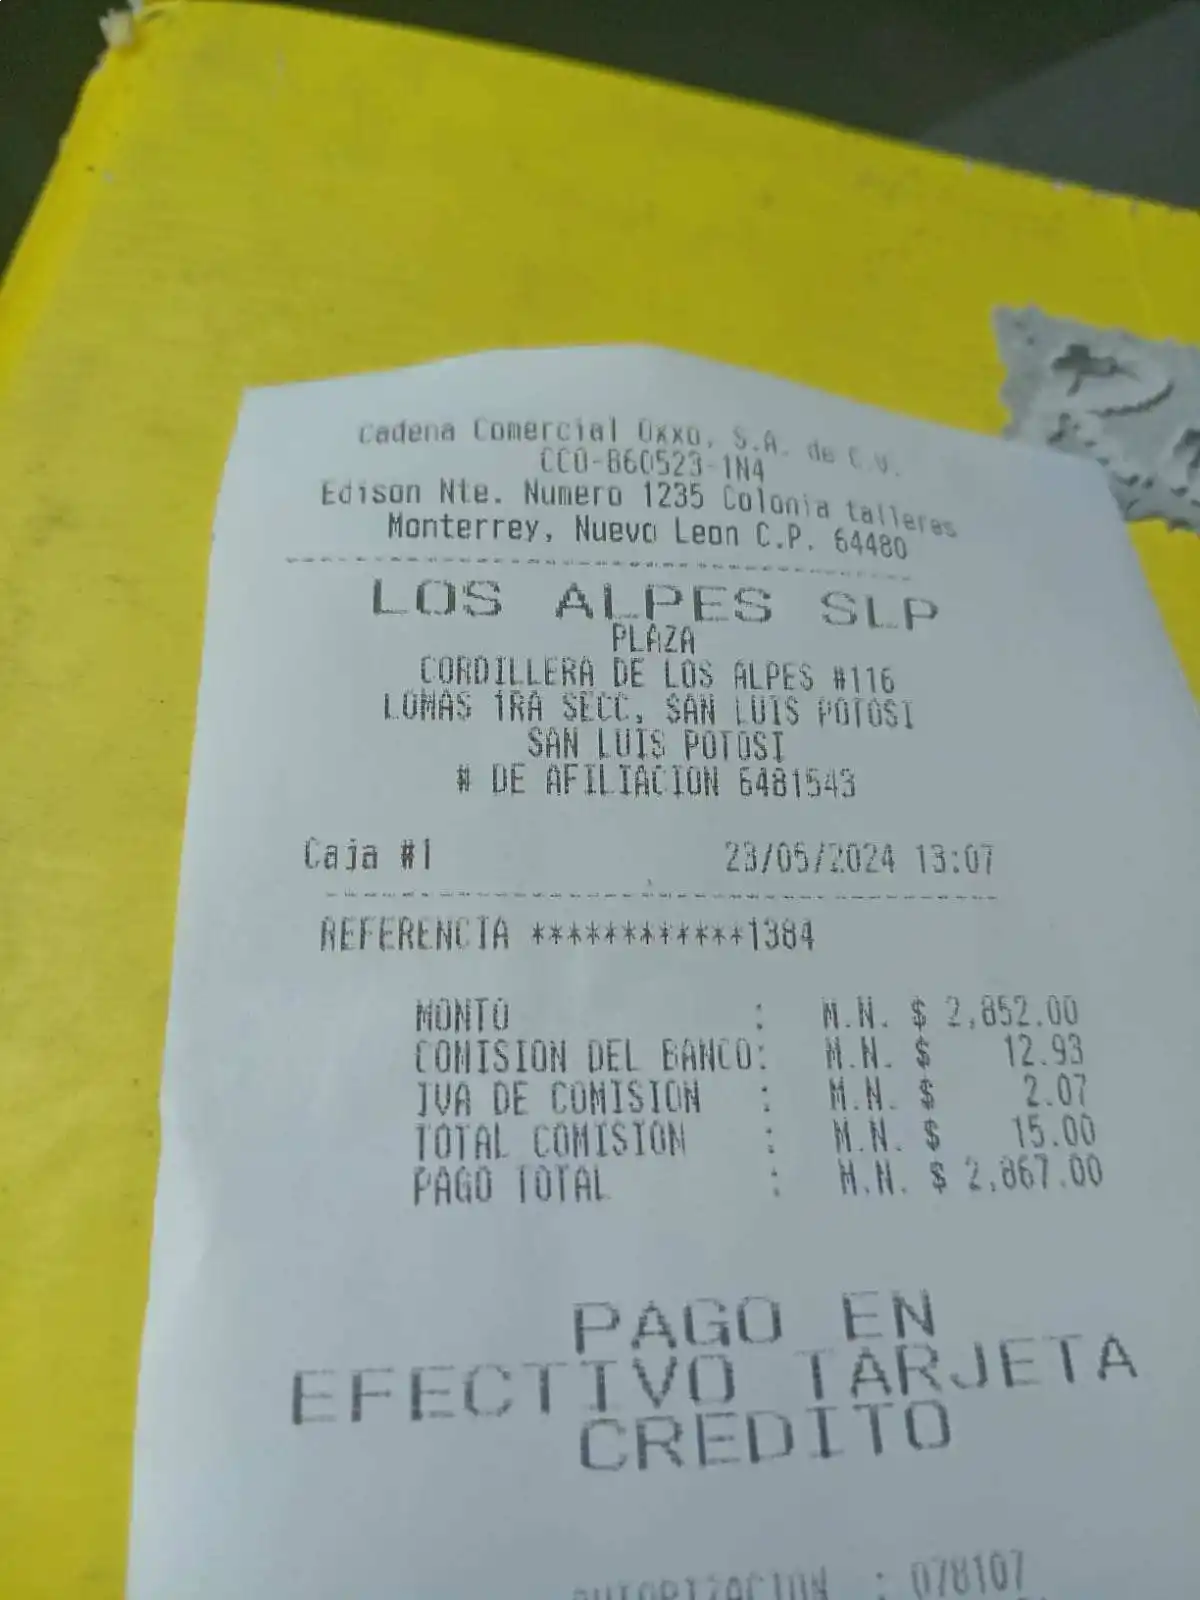 Cadena Comercial Oxxo, S.A. de C.V.
CCO-860523-1N4
Edison Nte. Numero 1235 Colonia talleres
Monterrey, Nuevo Leon C.P. 64480
LOS ALPES SLP
PLAZA
CORDILLERA DE LOS ALPES #116
LOMAS 1RA SECC, SAN LUIS POTOSI
SAN LUIS POTOSI
# DE AFILIACION 6481543
Caja #1 23/05/2024 13:07
REFERENCIA ************1384
MONTO : M.N. $ 2,852.00
COMISION DEL BANCO: M.N. $ 12.93
IVA DE COMISION : M.N. $ 2.07
TOTAL COMISION : M.N. $ 15.00
PAGO TOTAL : M.N. $ 2,867.00
PAGO EN
EFECTIVO TARJETA
CREDITO
AUTORIZACION : 078107